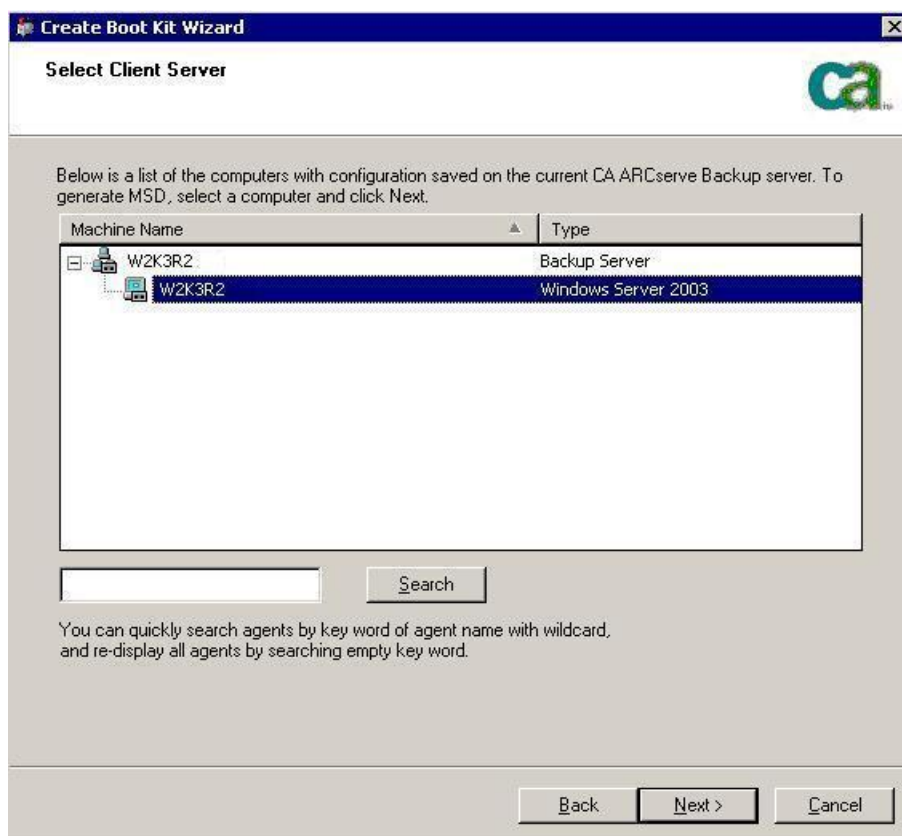 Create Boot Kit Wizard
Select Client Server
ca
Below is a list of the computers with configuration saved on the current CA ARCserve Backup server. To
generate MSD, select a computer and click Next.
Machine Name Type
W2K3R2 Backup Server
W2K3R2 Windows Server 2003
Search
You can quickly search agents by key word of agent name with wildcard,
and re-display all agents by searching empty key word.
Back Next > Cancel